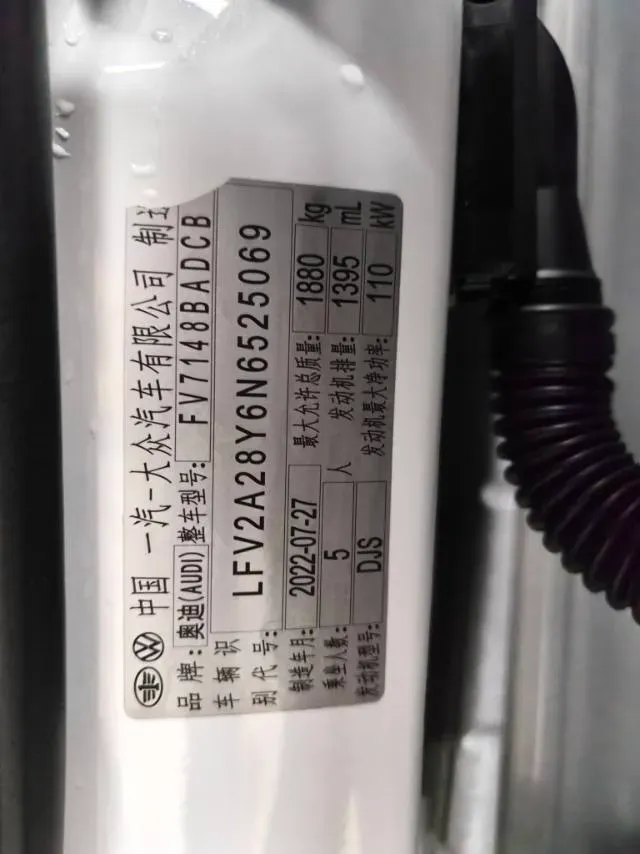 中国 一汽-大众汽车有限公司 制造
品牌: 奥迪(AUDI) 整车型号: FV7148BADCB
车辆识别代号: LFV2A28Y6N6525069
制造年月: 2022-07-27 最大允许总质量: 1880 kg
乘坐人数: 5 人 发动机排量: 1395 mL
发动机型号: DJS 发动机最大净功率: 110 kW